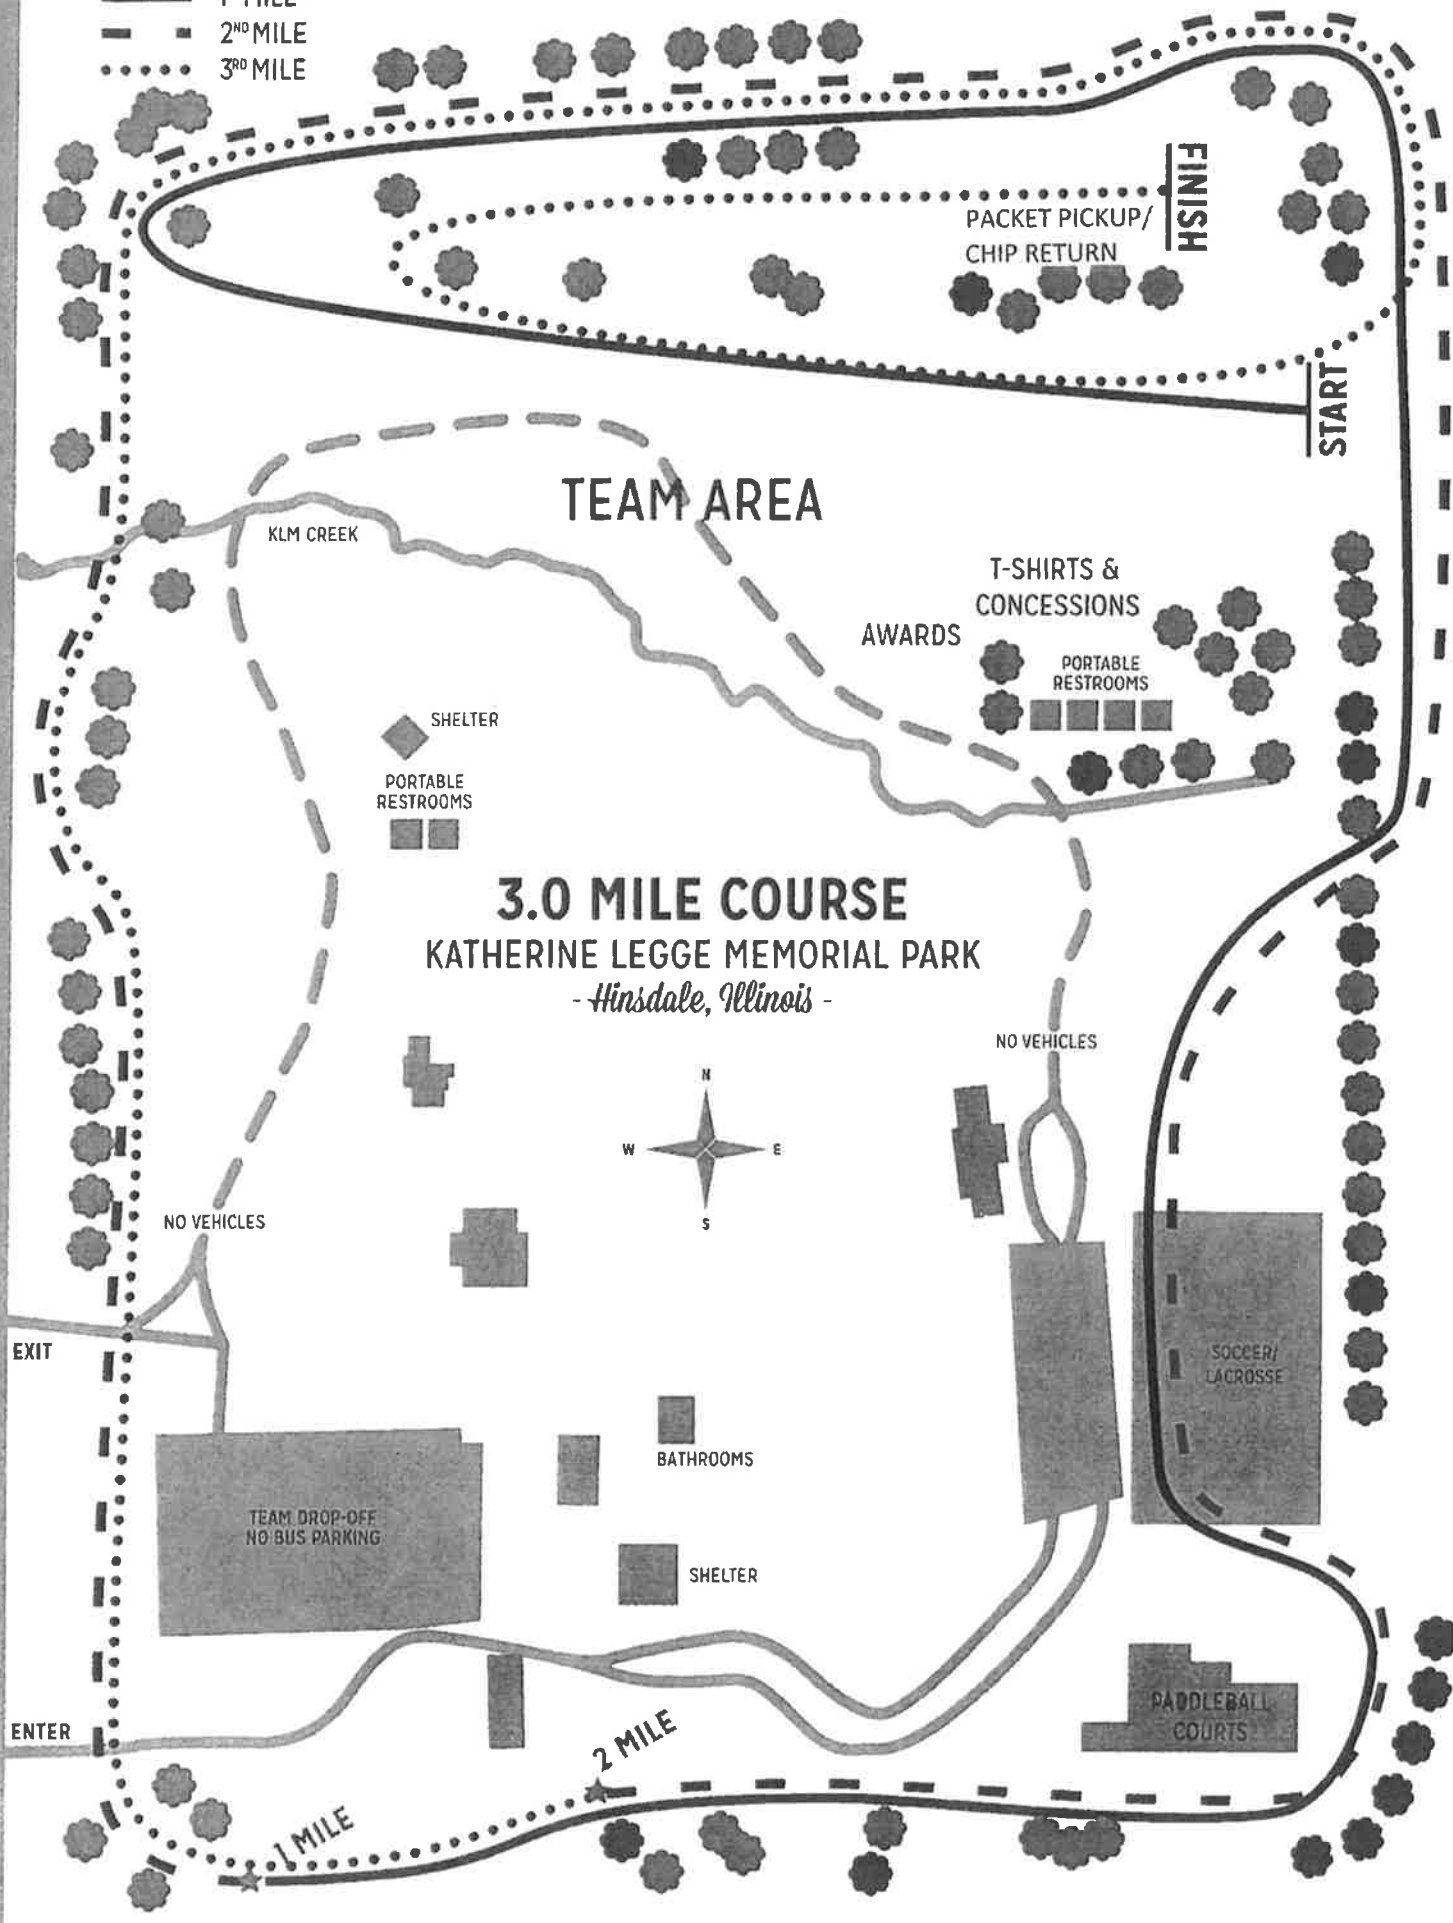 2ND MILE
3RD MILE
FINISH
PACKET PICKUP/
CHIP RETURN
START
TEAM AREA
KLM CREEK
T-SHIRTS &
CONCESSIONS
AWARDS
PORTABLE
RESTROOMS
SHELTER
PORTABLE
RESTROOMS
3.0 MILE COURSE
KATHERINE LEGGE MEMORIAL PARK
- Hinsdale, Illinois -
NO VEHICLES
N
W E
S
NO VEHICLES
EXIT
SOCCER/
LACROSSE
BATHROOMS
TEAM DROP-OFF
NO BUS PARKING
SHELTER
PADDLEBALL
COURTS
ENTER
2 MILE
1 MILE